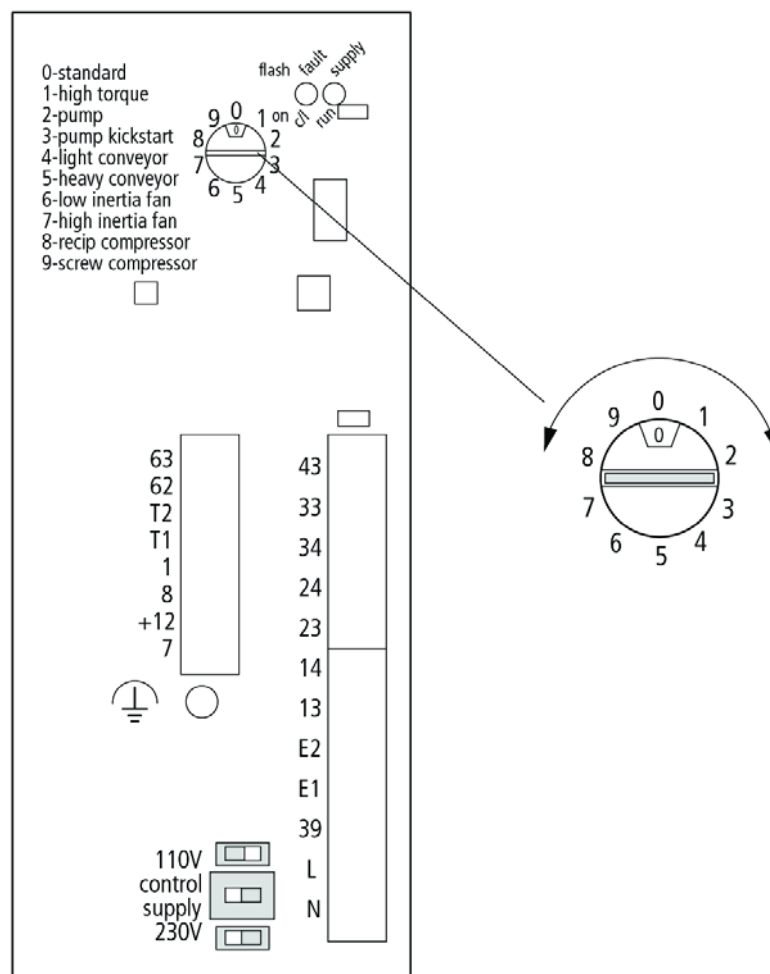 0-standard
1-high torque
2-pump
3-pump kickstart
4-light conveyor
5-heavy conveyor
6-low inertia fan
7-high inertia fan
8-recip compressor
9-screw compressor
0
1
2
3
4
5
6
7
8
9
0
flash
fault
supply
on
c/l
run
63
62
T2
T1
1
8
+12
7
43
33
34
24
23
14
13
E2
E1
39
L
N
110V
control
supply
230V
0
1
2
3
4
5
6
7
8
9
0